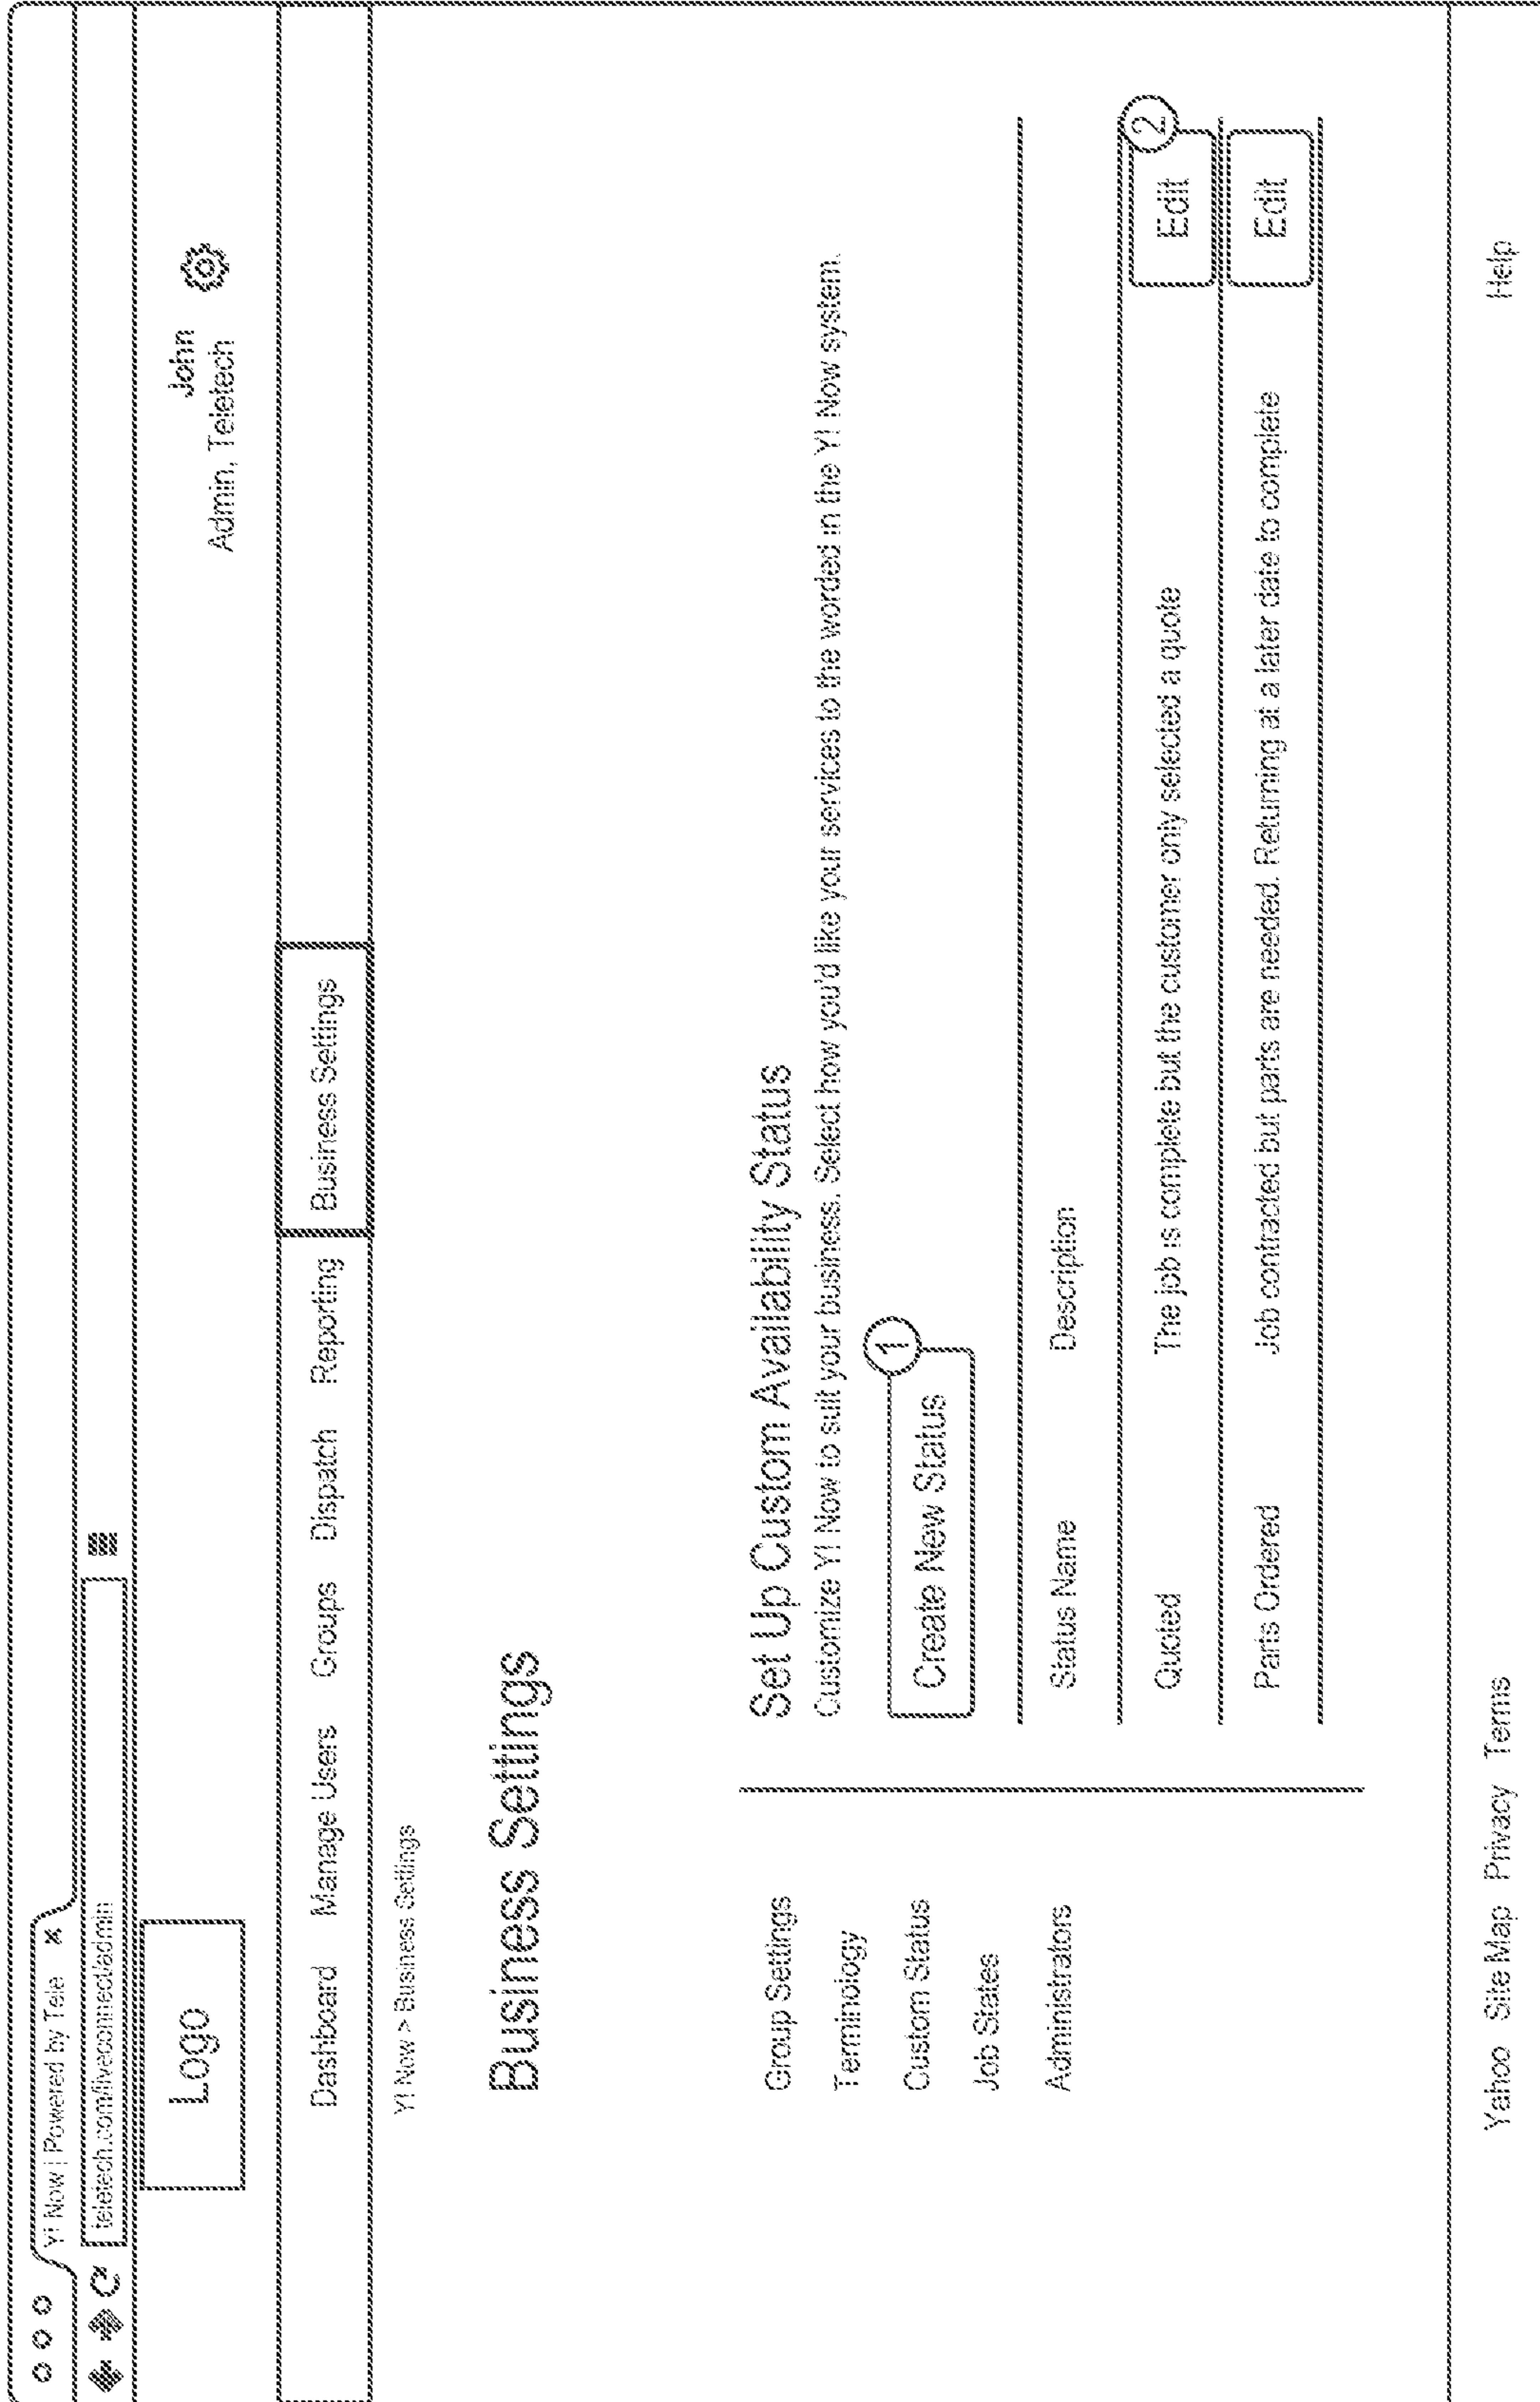 Y! Now | Powered by Tele x
teletech.com/liveconnect/admin
Logo
John
Admin, Teletech
Dashboard Manage Users Groups Dispatch Reporting Business Settings
Y! Now > Business Settings
Business Settings
Group Settings
Terminology
Custom Status
Job States
Administrators
Set Up Custom Availability Status
Customize Y! Now to suit your business. Select how you'd like your services to the worded in the Y! Now system.
Create New Status 1
Status Name Description
Quoted The job is complete but the customer only selected a quote Edit 2
Parts Ordered Job contracted but parts are needed. Returning at a later date to complete Edit
Yahoo Site Map Privacy Terms Help